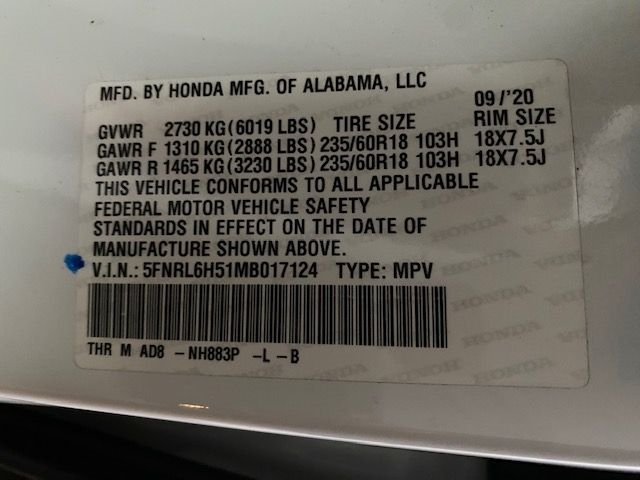 MFD. BY HONDA MFG. OF ALABAMA, LLC
09/'20
GVWR 2730 KG(6019 LBS) TIRE SIZE RIM SIZE
GAWR F 1310 KG(2888 LBS) 235/60R18 103H 18X7.5J
GAWR R 1465 KG(3230 LBS) 235/60R18 103H 18X7.5J
THIS VEHICLE CONFORMS TO ALL APPLICABLE
FEDERAL MOTOR VEHICLE SAFETY
STANDARDS IN EFFECT ON THE DATE OF
MANUFACTURE SHOWN ABOVE.
V.I.N.: 5FNRL6H51MB017124 TYPE: MPV
THR M AD8 -NH883P -L-B